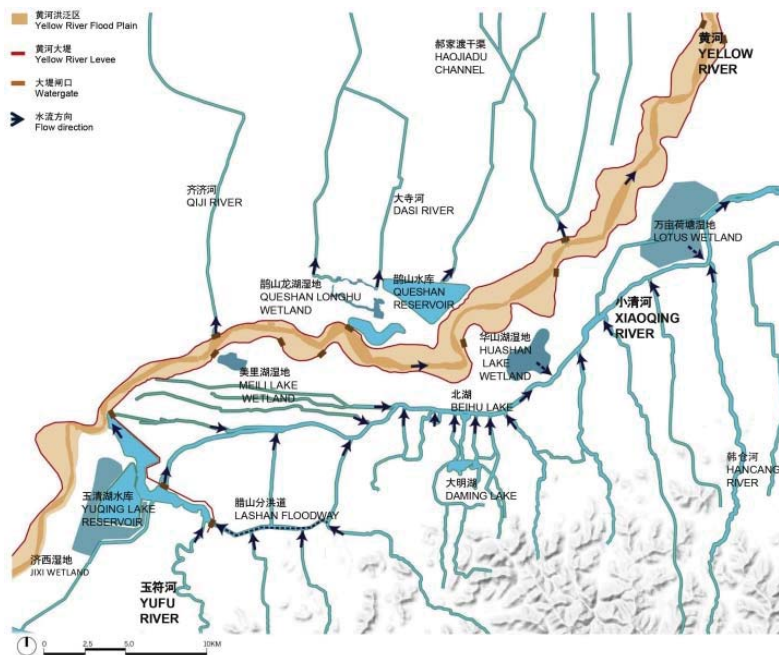 黄河洪泛区
Yellow River Flood Plain
黄河大堤
Yellow River Levee
大堤闸口
Watergate
水流方向
Flow direction
郝家渡干渠
HAOJIADU
CHANNEL
黄河
YELLOW
RIVER
齐济河
QIJI RIVER
大寺河
DASI RIVER
万亩荷塘湿地
LOTUS WETLAND
鹊山龙湖湿地
QUESHAN LONGHU
WETLAND
鹊山水库
QUESHAN
RESERVOIR
小清河
XIAOQING
RIVER
华山湖湿地
HUASHAN
LAKE
WETLAND
美里湖湿地
MEILI LAKE
WETLAND
北湖
BEIHU LAKE
韩仓河
HANCANG
RIVER
大明湖
DAMING LAKE
玉清湖水库
YUQING LAKE
RESERVOIR
腊山分洪道
LASHAN FLOODWAY
济西湿地
JIXI WETLAND
玉符河
YUFU
RIVER
0 2.5 5.0 10KM